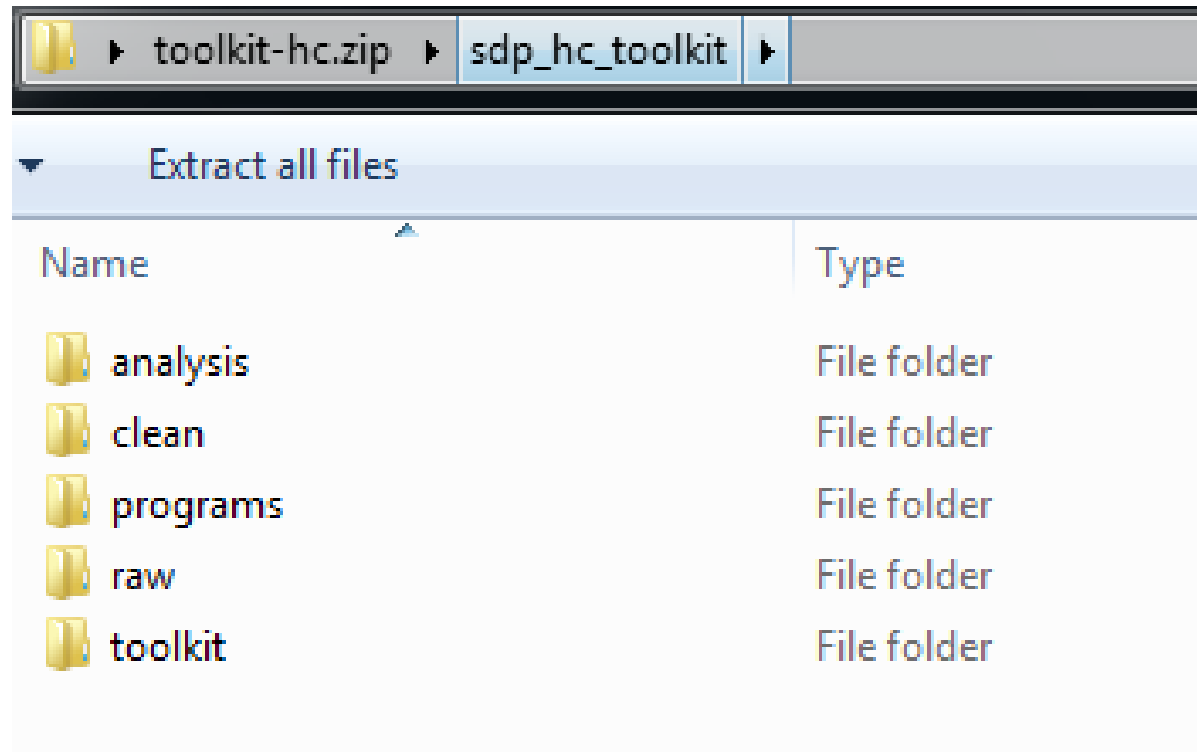 toolkit-hc.zip sdp_hc_toolkit
Extract all files
Name Type
analysis File folder
clean File folder
programs File folder
raw File folder
toolkit File folder